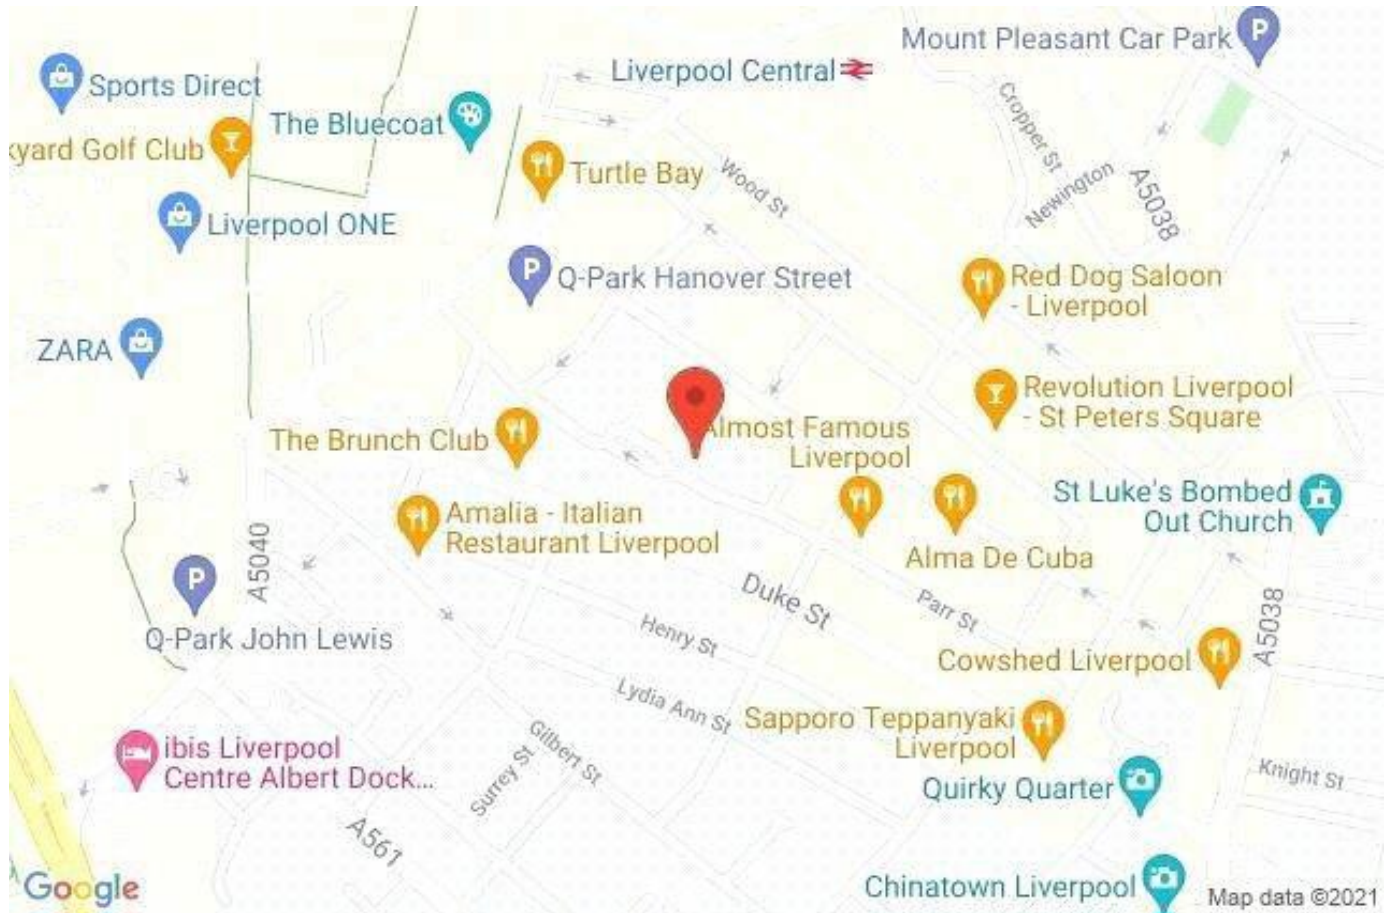 Mount Pleasant Car Park
P
Sports Direct
Liverpool Central
The Bluecoat
kyard Golf Club
Turtle Bay
Cropper St
Wood St
Newington
A5038
Liverpool ONE
P
Q-Park Hanover Street
Red Dog Saloon
- Liverpool
ZARA
Revolution Liverpool
- St Peters Square
The Brunch Club
Almost Famous
Liverpool
Amalia - Italian
Restaurant Liverpool
St Luke's Bombed
Out Church
Alma De Cuba
A5040
P
Q-Park John Lewis
Duke St
Parr St
Henry St
A5038
Cowshed Liverpool
Lydia Ann St
Sapporo Teppanyaki
Liverpool
ibis Liverpool
Centre Albert Dock...
Gilbert St
Surrey St
Quirky Quarter
Knight St
A561
Google
Chinatown Liverpool
Map data ©2021